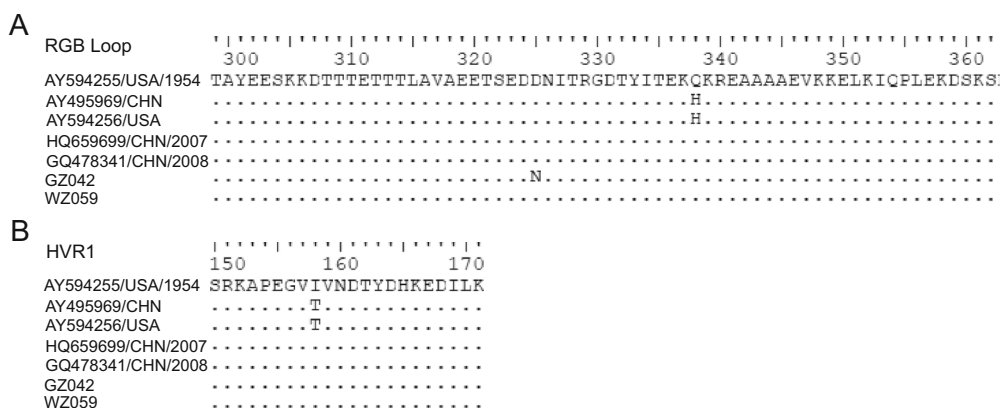 A
RGB Loop
300 310 320 330 340 350 360
AY594255/USA/1954 TAYEESKKDTTTETTTLAVAEETSEDDNITRGDTYITEKQKREAAAAEVKKELKIQPLEKDSKS
AY495969/CHN .......................................H........................
AY594256/USA .......................................H........................
HQ659699/CHN/2007 ................................................................
GQ478341/CHN/2008 ................................................................
GZ042 ..........................N.....................................
WZ059 ................................................................
B
HVR1
150 160 170
AY594255/USA/1954 SRKAPEGVIVNDTYDHKEDILK
AY495969/CHN ........T.............
AY594256/USA ........T.............
HQ659699/CHN/2007 ......................
GQ478341/CHN/2008 ......................
GZ042 ......................
WZ059 ......................